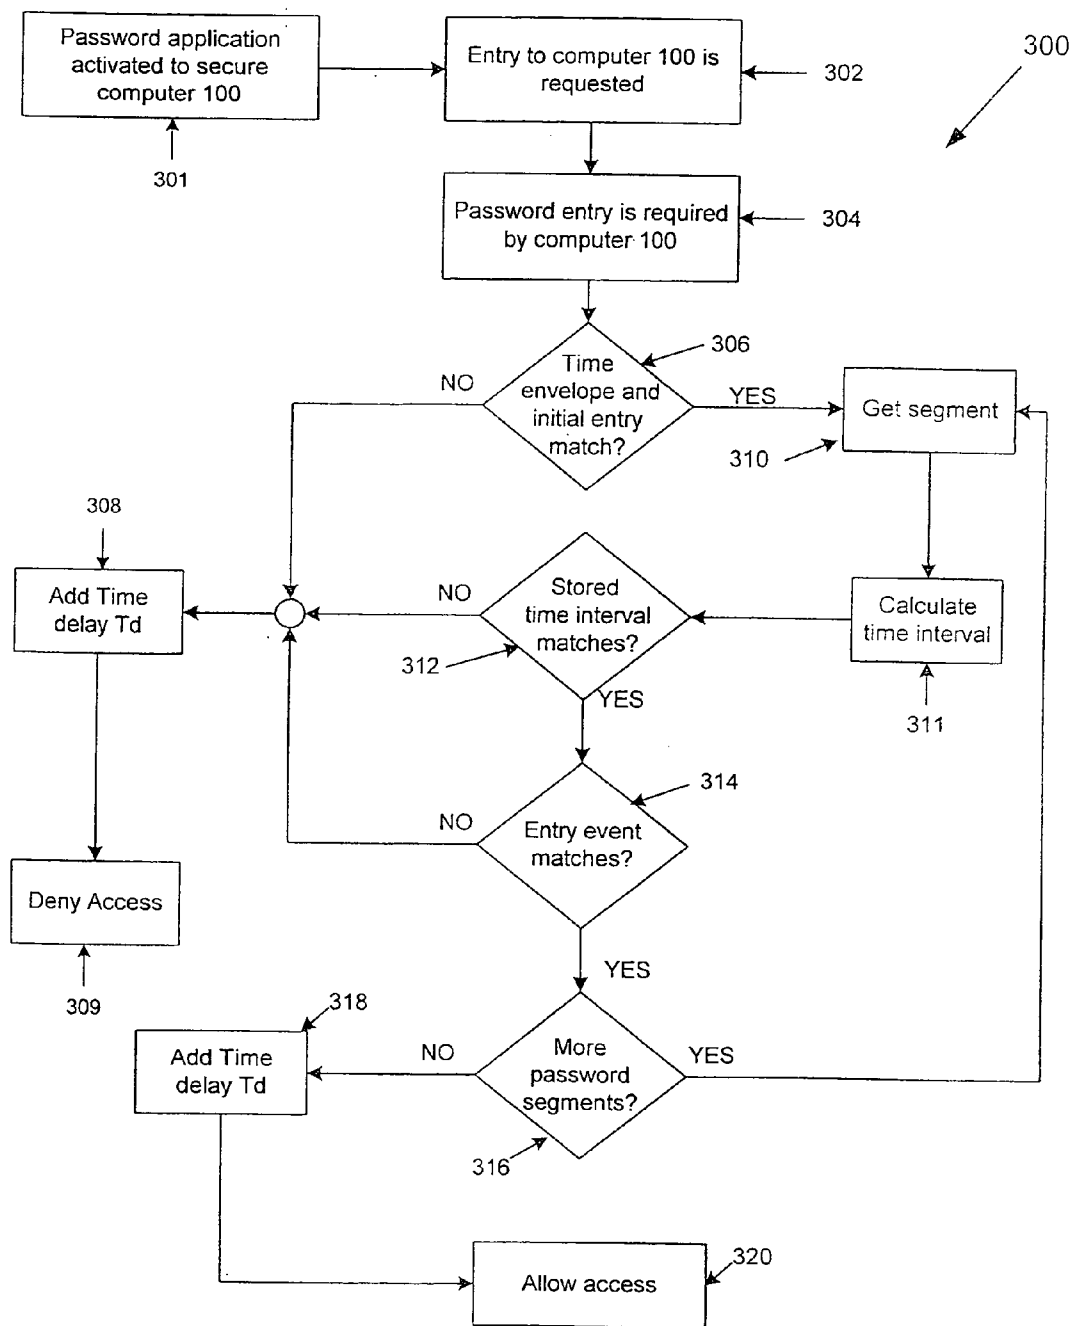 Password application
activated to secure
computer 100
Entry to computer 100 is
requested
302
300
301
Password entry is required
by computer 100
304
306
NO
Time
envelope and
initial entry
match?
YES
Get segment
310
308
Add Time
delay Td
NO
Stored
time interval
matches?
312
YES
Calculate
time interval
311
314
NO
Entry event
matches?
Deny Access
309
YES
318
Add Time
delay Td
NO
More
password
segments?
YES
316
Allow access
320